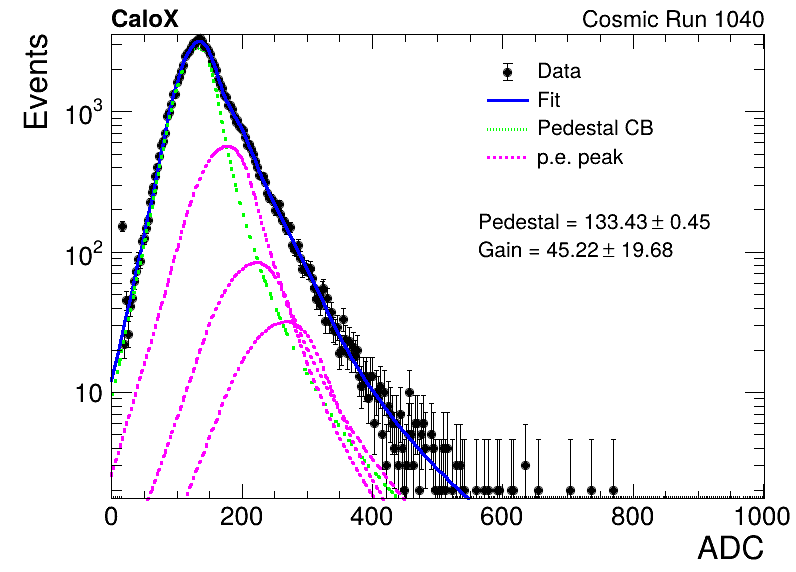 CaloX Cosmic Run 1040
Events
Data
Fit
Pedestal CB
p.e. peak
Pedestal = 133.43 ± 0.45
Gain = 45.22 ± 19.68
10³
10²
10
0 200 400 600 800 1000
ADC